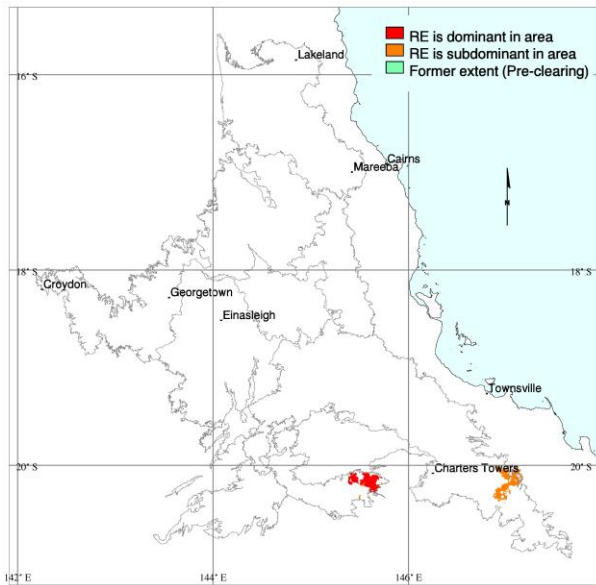 RE is dominant in area
RE is subdominant in area
Former extent (Pre-clearing)
Lakeland
16° S
Cairns
Mareeba
N
18° S
18° S
Croydon
Georgetown
Einasleigh
Townsville
20° S
Charters Towers
20° S
142° E
144° E
146° E